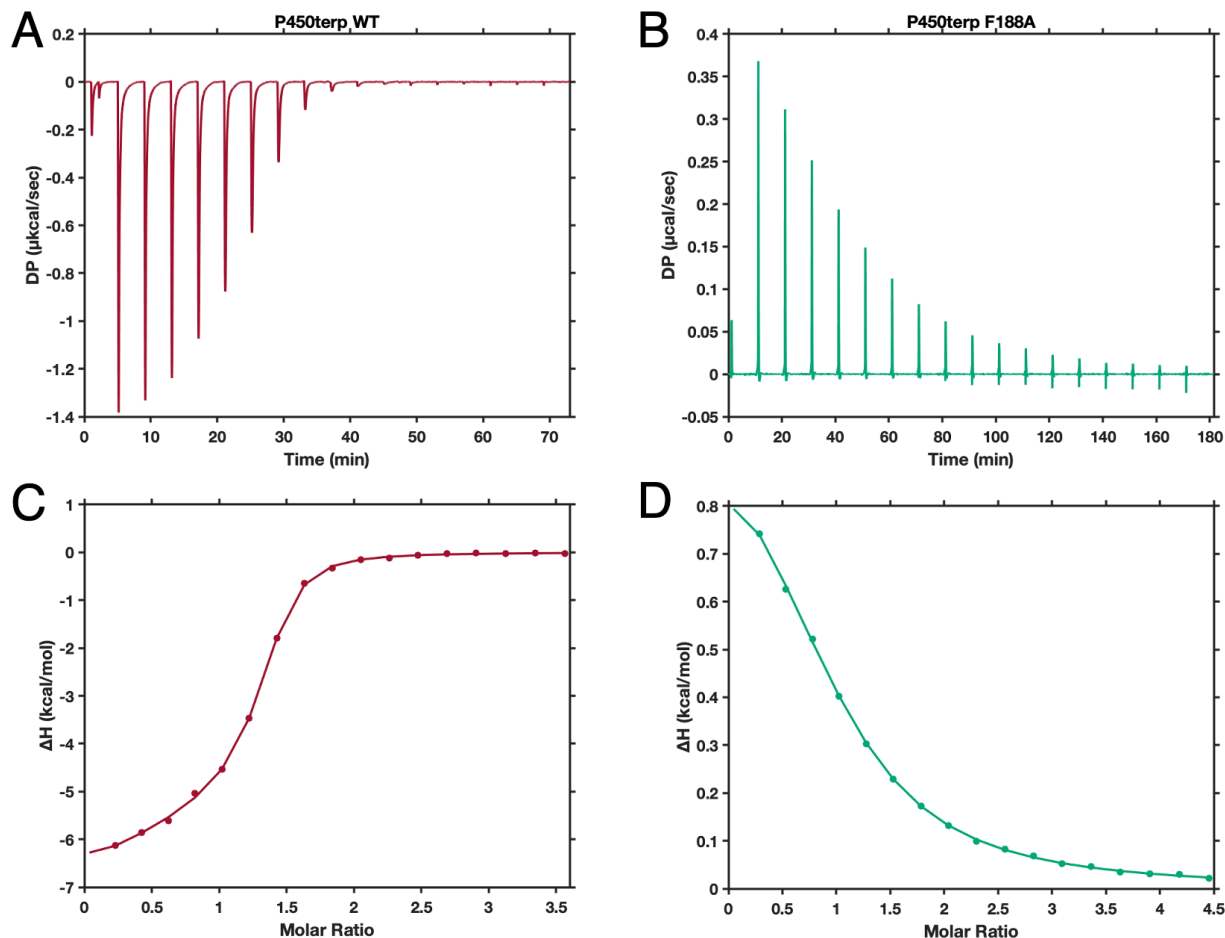 A
P450terp WT
0.2
0
-0.2
-0.4
-0.6
-0.8
-1
-1.2
-1.4
DP (µkcal/sec)
0 10 20 30 40 50 60 70
Time (min)
B
P450terp F188A
0.4
0.35
0.3
0.25
0.2
0.15
0.1
0.05
0
-0.05
DP (µcal/sec)
0 20 40 60 80 100 120 140 160 180
Time (min)
C
1
0
-1
-2
-3
-4
-5
-6
-7
ΔH (kcal/mol)
0 0.5 1 1.5 2 2.5 3 3.5
Molar Ratio
D
0.8
0.7
0.6
0.5
0.4
0.3
0.2
0.1
0
ΔH (kcal/mol)
0 0.5 1 1.5 2 2.5 3 3.5 4 4.5
Molar Ratio